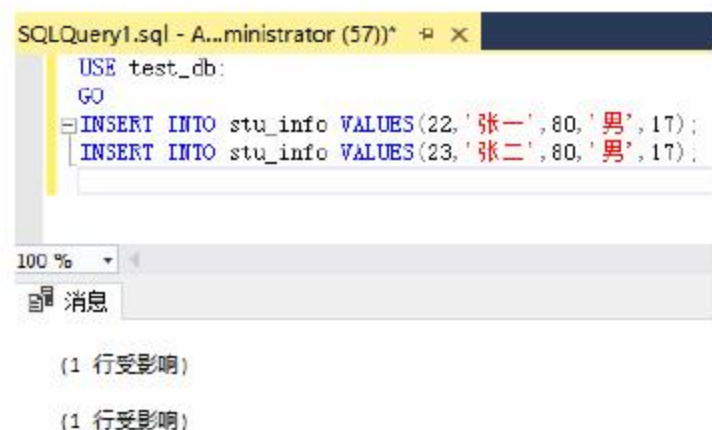 SQLQuery1.sql - A...ministrator (57))*
USE test_db;
GO
INSERT INTO stu_info VALUES(22,'张一',80,'男',17);
INSERT INTO stu_info VALUES(23,'张二',80,'男',17);
100 %
消息
(1 行受影响)
(1 行受影响)